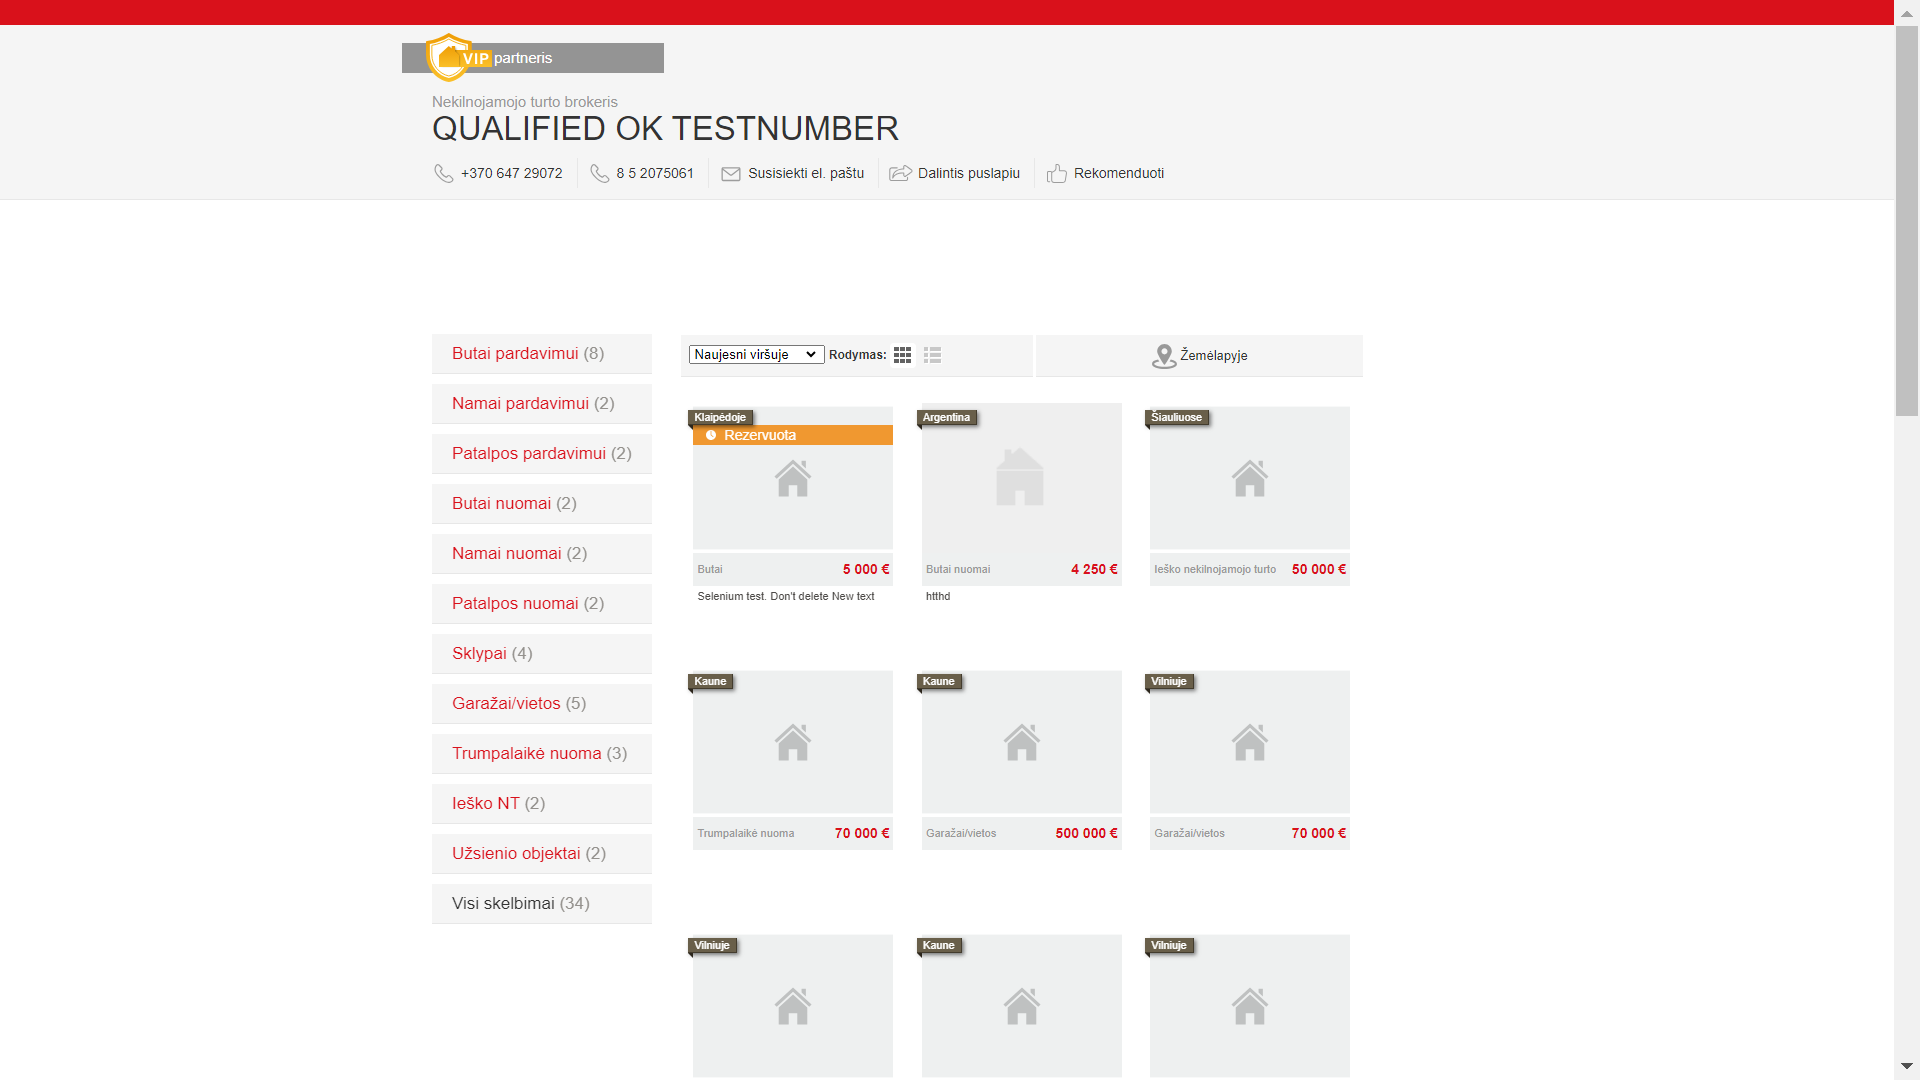 VIP partneris
Nekilnojamojo turto brokeris
QUALIFIED OK TESTNUMBER
+370 647 29072
8 5 2075061
Susisiekti el. paštu
Dalintis puslapiu
Rekomenduoti
Butai pardavimui (8)
Namai pardavimui (2)
Patalpos pardavimui (2)
Butai nuomai (2)
Namai nuomai (2)
Patalpos nuomai (2)
Sklypai (4)
Garažai/vietos (5)
Trumpalaikė nuoma (3)
Ieško NT (2)
Užsienio objektai (2)
Visi skelbimai (34)
Naujesni viršuje
Rodymas:
Žemėlapyje
Klaipėdoje
Rezervuota
Butai
5 000 €
Selenium test. Don't delete New text
Argentina
Butai nuomai
4 250 €
htthd
Šiauliuose
Ieško nekilnojamojo turto
50 000 €
Kaune
Trumpalaikė nuoma
70 000 €
Kaune
Garažai/vietos
500 000 €
Vilniuje
Garažai/vietos
70 000 €
Vilniuje
Kaune
Vilniuje